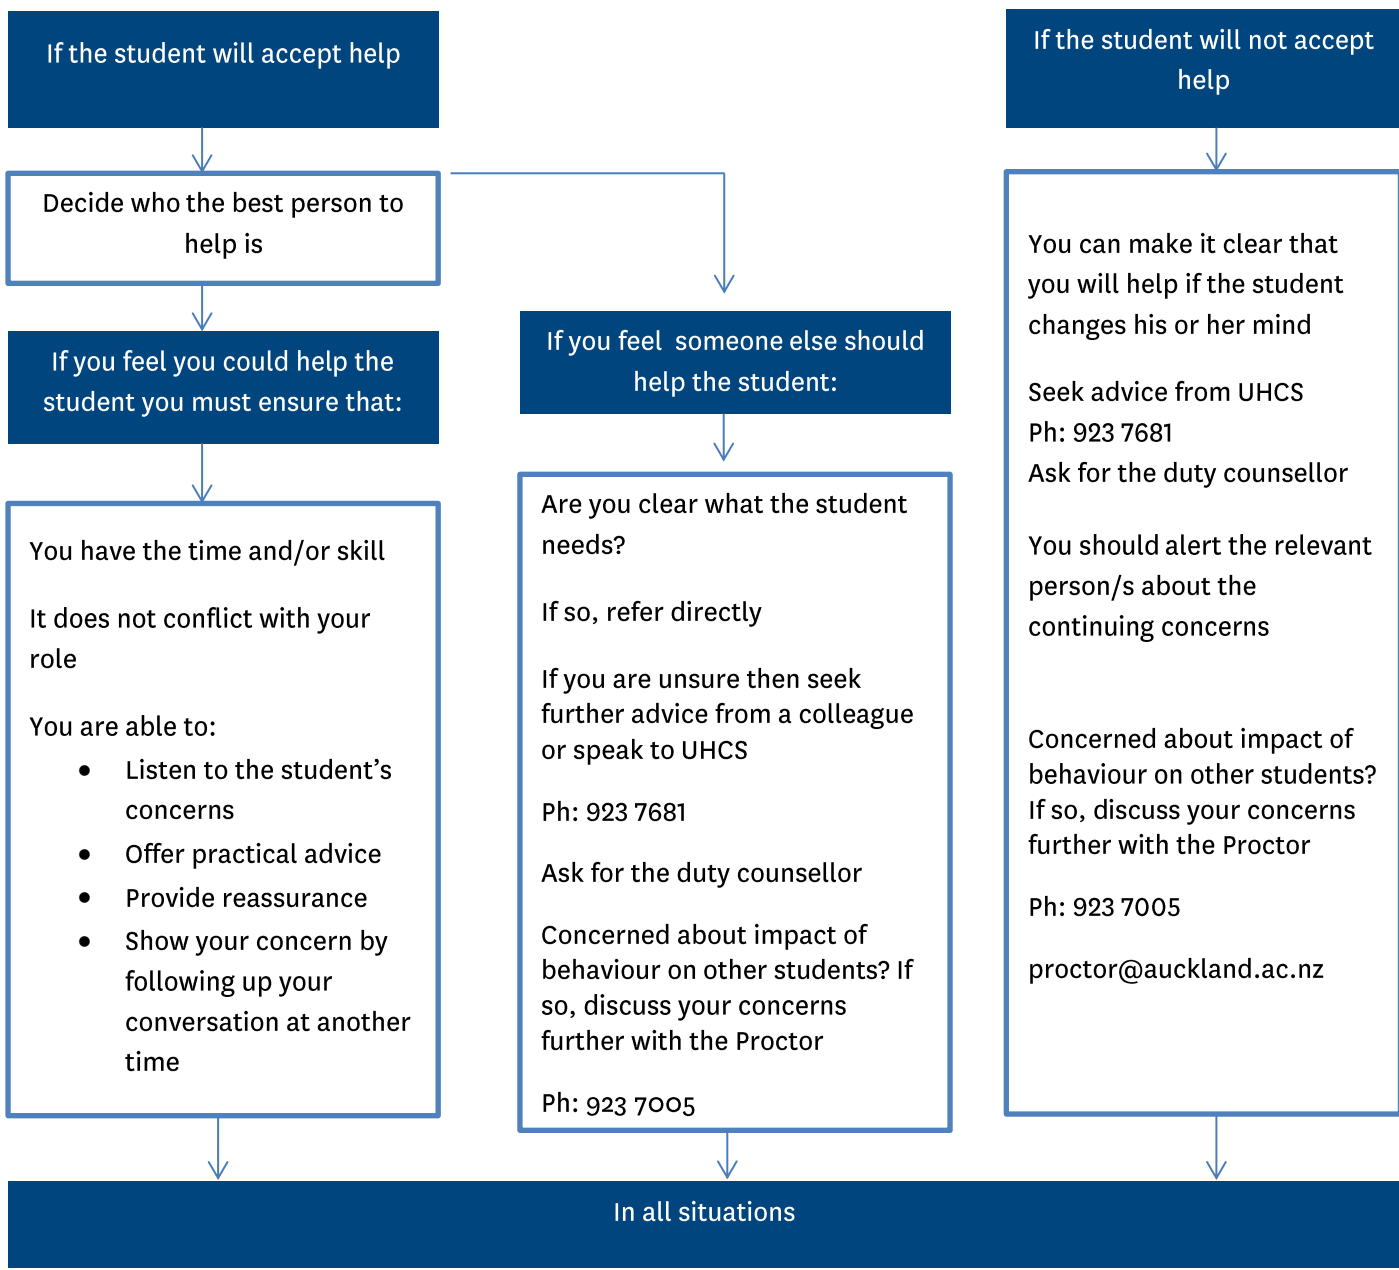 If the student will accept help
Decide who the best person to
help is
If you feel you could help the
student you must ensure that:
You have the time and/or skill
It does not conflict with your
role
You are able to:
• Listen to the student's
concerns
• Offer practical advice
• Provide reassurance
• Show your concern by
following up your
conversation at another
time
If you feel  someone else should
help the student:
Are you clear what the student
needs?
If so, refer directly
If you are unsure then seek
further advice from a colleague
or speak to UHCS
Ph: 923 7681
Ask for the duty counsellor
Concerned about impact of
behaviour on other students? If
so, discuss your concerns
further with the Proctor
Ph: 923 7005
If the student will not accept
help
You can make it clear that
you will help if the student
changes his or her mind
Seek advice from UHCS
Ph: 923 7681
Ask for the duty counsellor
You should alert the relevant
person/s about the
continuing concerns
Concerned about impact of
behaviour on other students?
If so, discuss your concerns
further with the Proctor
Ph: 923 7005
proctor@auckland.ac.nz
In all situations